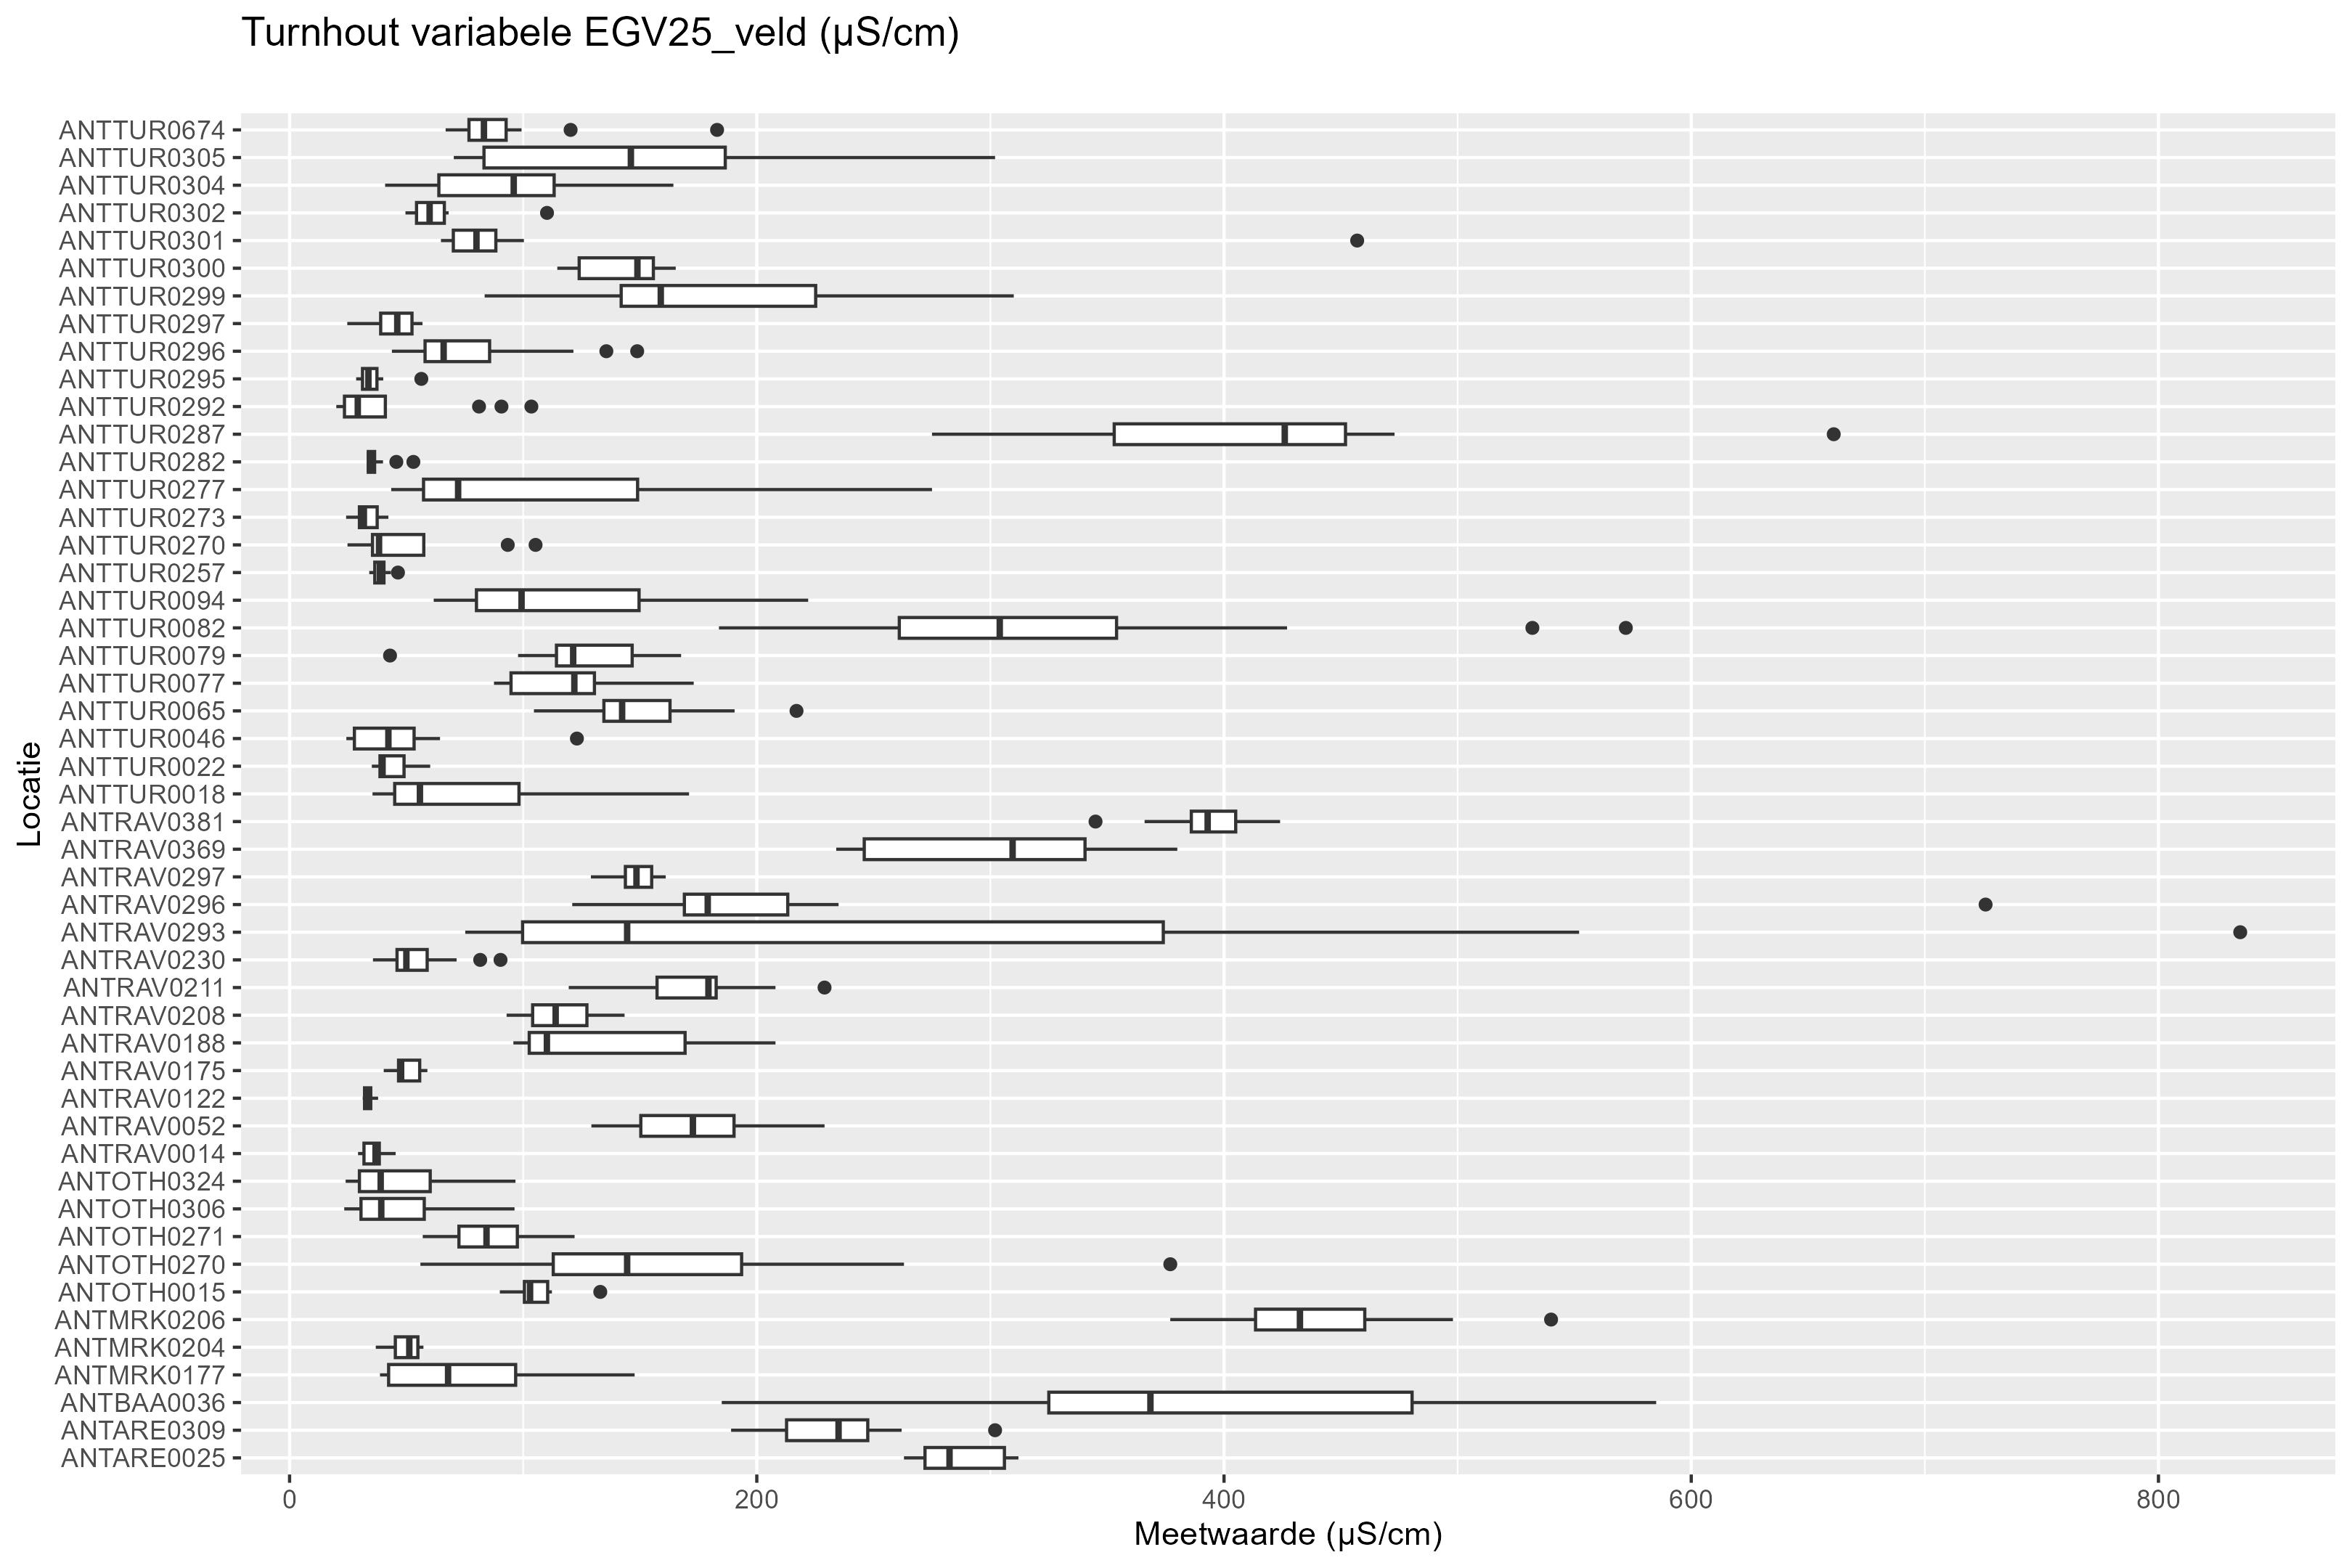 Turnhout variabele EGV25_veld (µS/cm)
ANTTUR0674
ANTTUR0305
ANTTUR0304
ANTTUR0302
ANTTUR0301
ANTTUR0300
ANTTUR0299
ANTTUR0297
ANTTUR0296
ANTTUR0295
ANTTUR0292
ANTTUR0287
ANTTUR0282
ANTTUR0277
ANTTUR0273
ANTTUR0270
ANTTUR0257
ANTTUR0094
ANTTUR0082
ANTTUR0079
ANTTUR0077
ANTTUR0065
ANTTUR0046
ANTTUR0022
ANTTUR0018
ANTRAV0381
ANTRAV0369
ANTRAV0297
ANTRAV0296
ANTRAV0293
ANTRAV0230
ANTRAV0211
ANTRAV0208
ANTRAV0188
ANTRAV0175
ANTRAV0122
ANTRAV0052
ANTRAV0014
ANTOTH0324
ANTOTH0306
ANTOTH0271
ANTOTH0270
ANTOTH0015
ANTMRK0206
ANTMRK0204
ANTMRK0177
ANTBAA0036
ANTARE0309
ANTARE0025
Locatie
0 200 400 600 800
Meetwaarde (µS/cm)